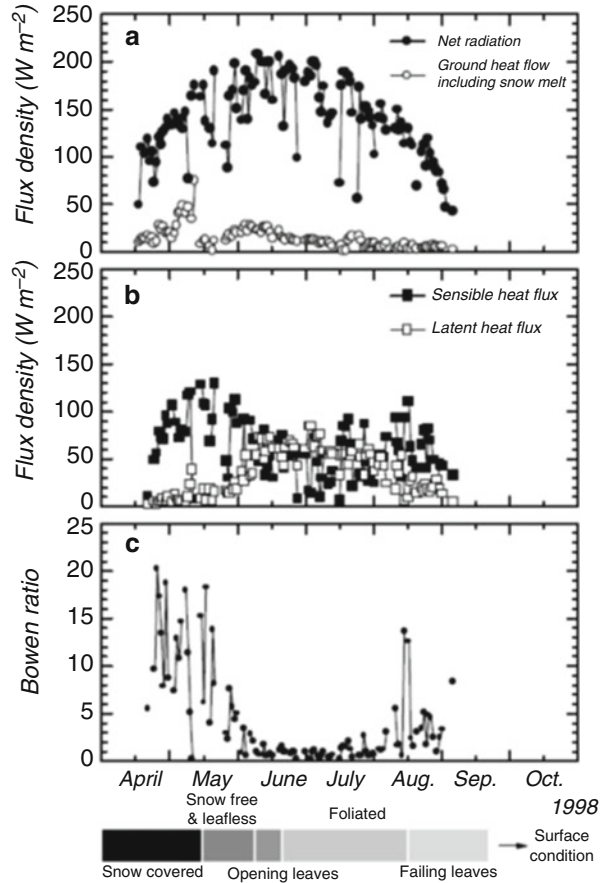 a
Net radiation
Ground heat flow
including snow melt
Flux density (W m−2)
250
200
150
100
50
0
b
Sensible heat flux
Latent heat flux
Flux density (W m−2)
250
200
150
100
50
0
c
Bowen ratio
25
20
15
10
5
0
April May June July Aug. Sep. Oct.
1998
Snow free
& leafless
Foliated
Surface
condition
Snow covered
Opening leaves
Failing leaves